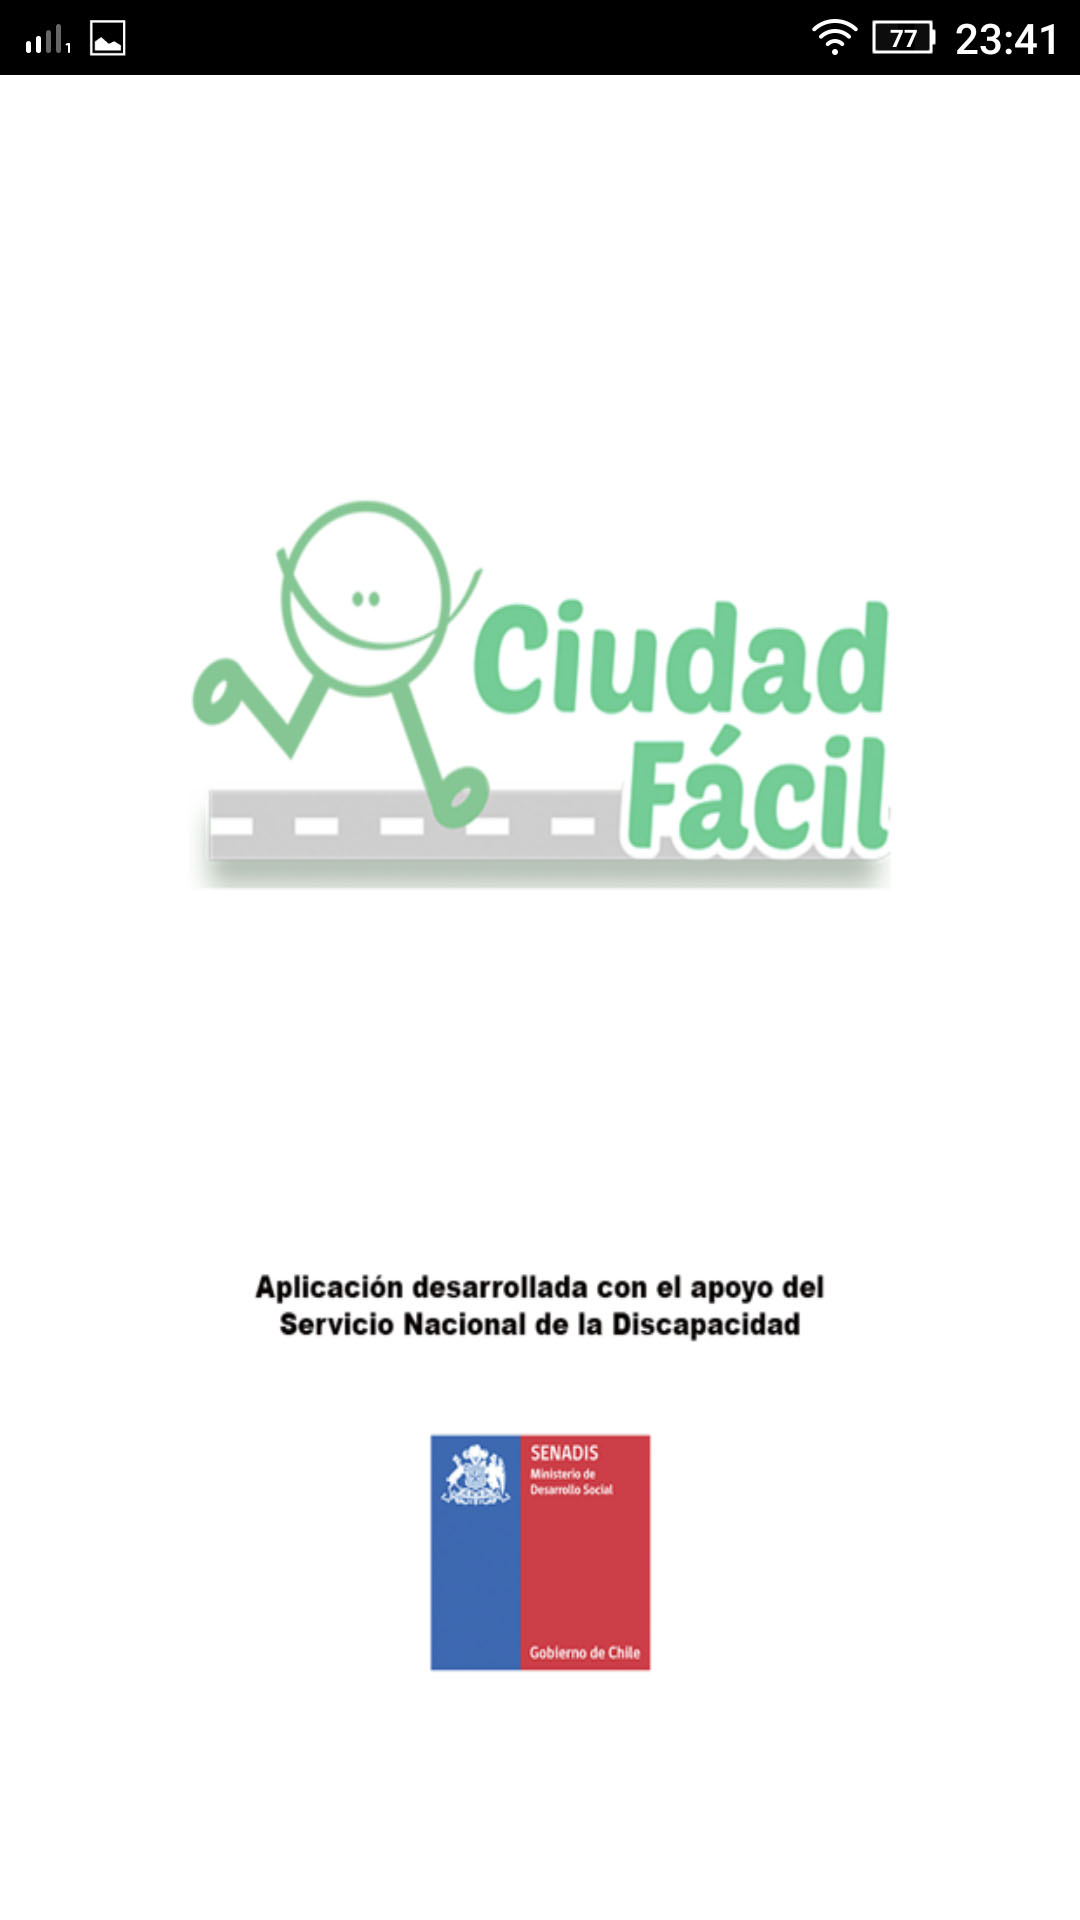 1
77
23:41
Ciudad
Fácil
Aplicación desarrollada con el apoyo del
Servicio Nacional de la Discapacidad
SENADIS
Ministerio de
Desarrollo Social
Gobierno de Chile